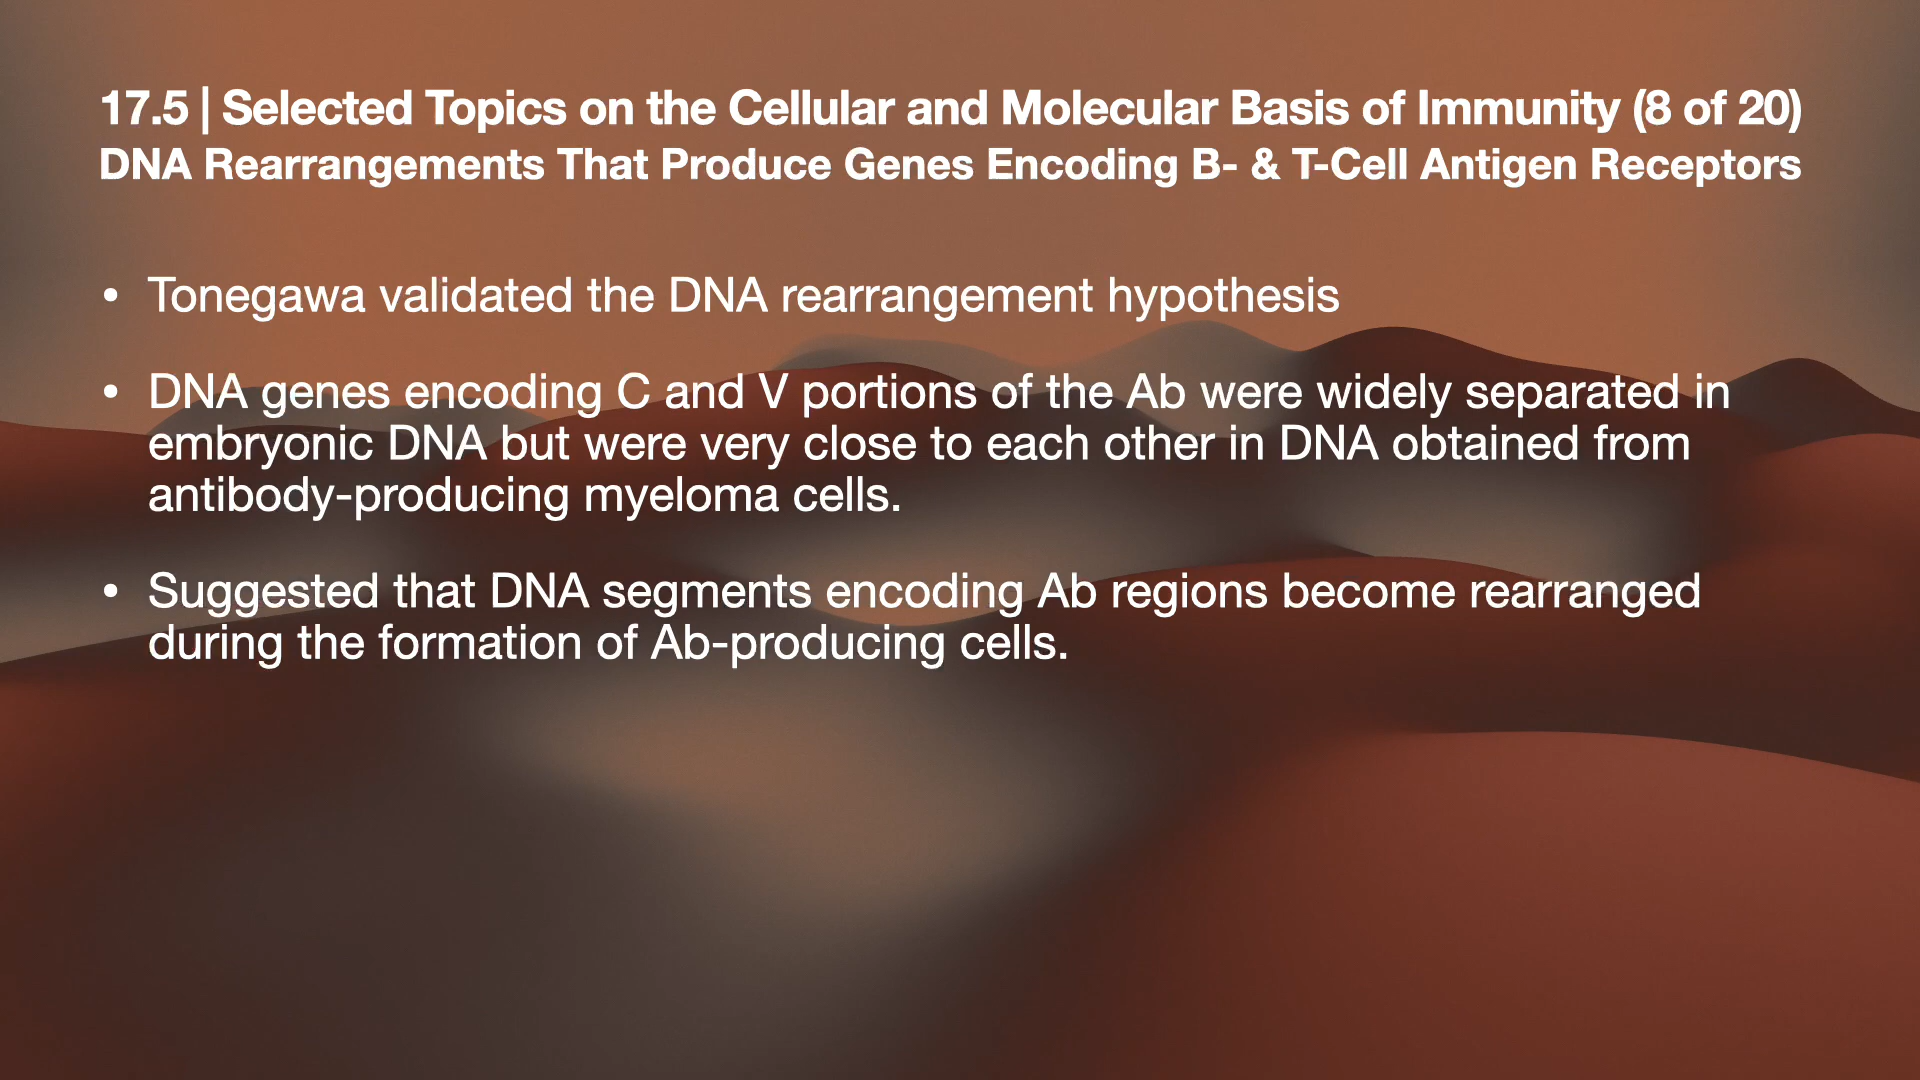 17.5 | Selected Topics on the Cellular and Molecular Basis of Immunity (8 of 20)
DNA Rearrangements That Produce Genes Encoding B- & T-Cell Antigen Receptors
• Tonegawa validated the DNA rearrangement hypothesis
• DNA genes encoding C and V portions of the Ab were widely separated in
embryonic DNA but were very close to each other in DNA obtained from
antibody-producing myeloma cells.
• Suggested that DNA segments encoding Ab regions become rearranged
during the formation of Ab-producing cells.